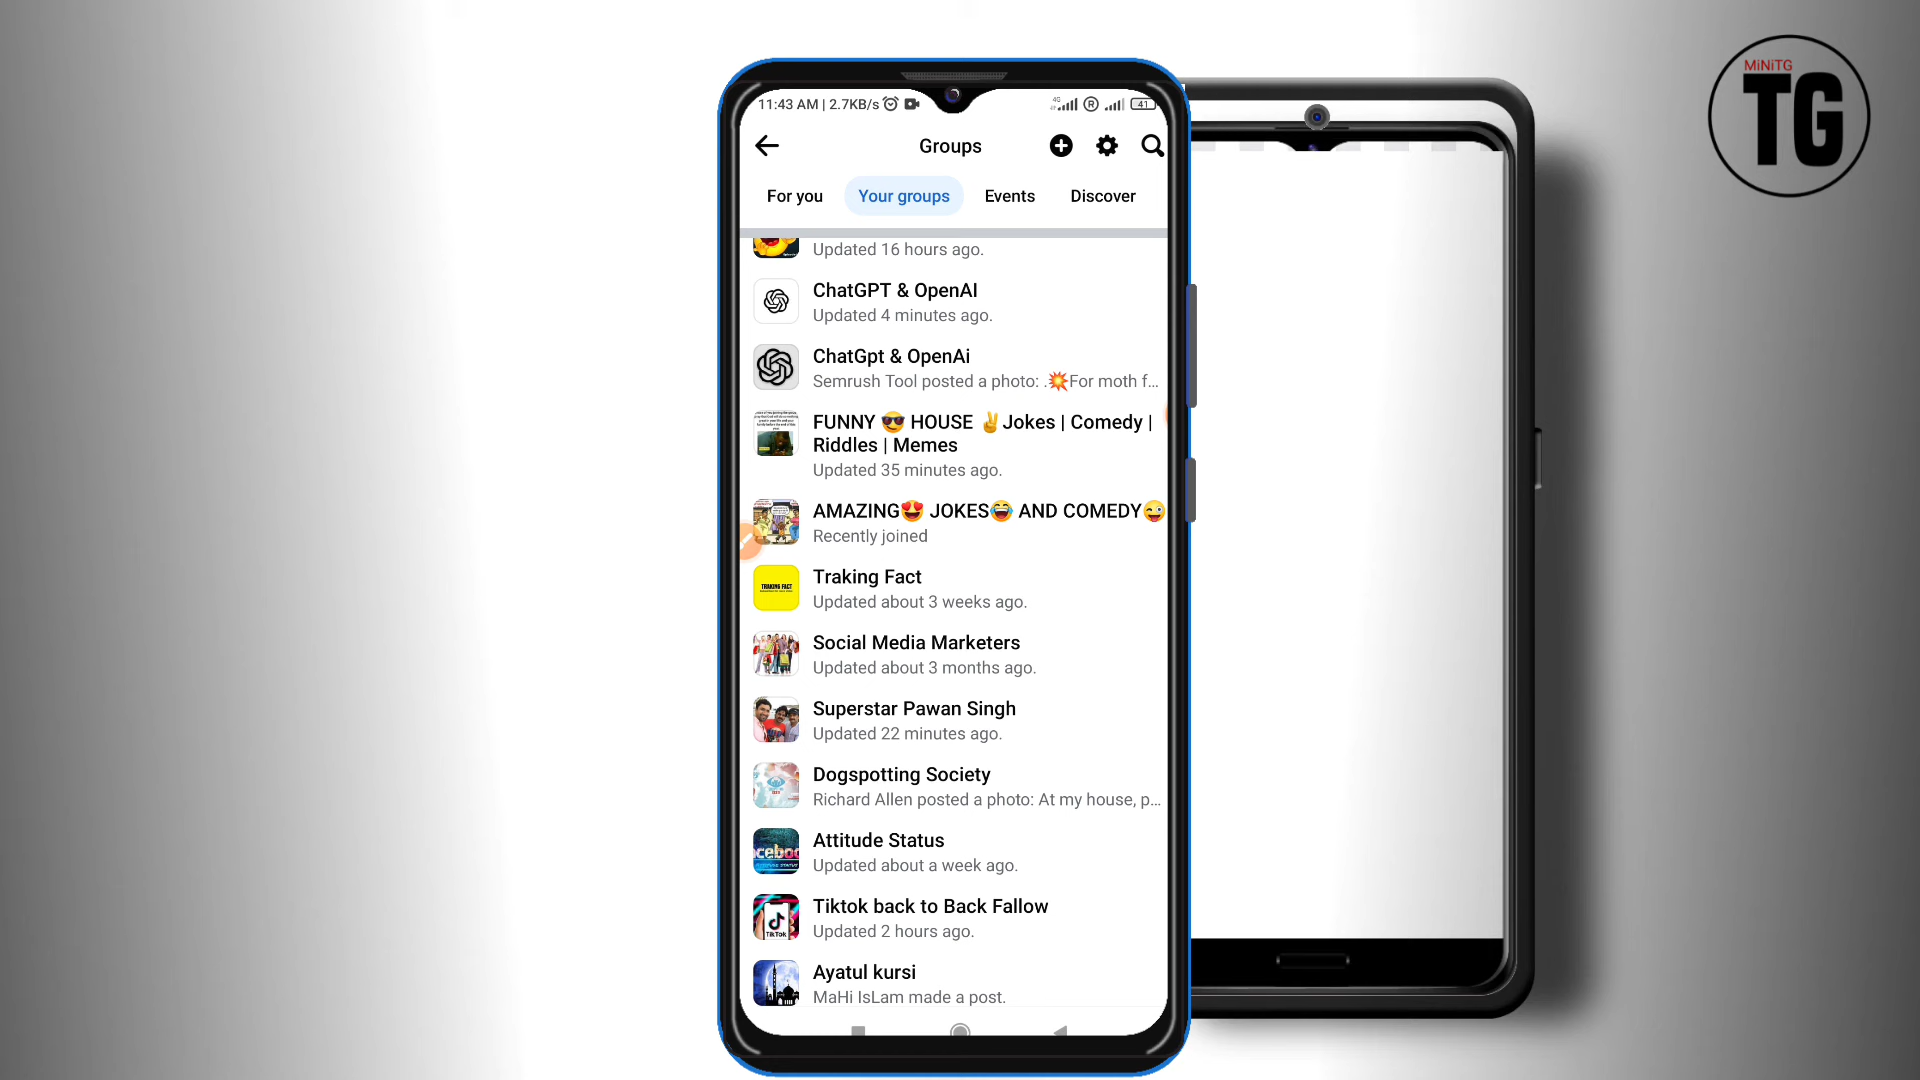 MiNiTG
TG
11:43 AM | 2.7KB/s
4G
R
41
Groups
For you
Your groups
Events
Discover
Updated 16 hours ago.
ChatGPT & OpenAI
Updated 4 minutes ago.
ChatGpt & OpenAi
Semrush Tool posted a photo: .💥For moth f...
FUNNY 😎 HOUSE ✌Jokes | Comedy |
Riddles | Memes
Updated 35 minutes ago.
AMAZING😍 JOKES😂 AND COMEDY😜
Recently joined
TRAKING FACT
Traking Fact
Updated about 3 weeks ago.
Social Media Marketers
Updated about 3 months ago.
Superstar Pawan Singh
Updated 22 minutes ago.
Dogspotting Society
Richard Allen posted a photo: At my house, p...
Attitude Status
Updated about a week ago.
TikTok
Tiktok back to Back Fallow
Updated 2 hours ago.
Ayatul kursi
MaHi IsLam made a post.